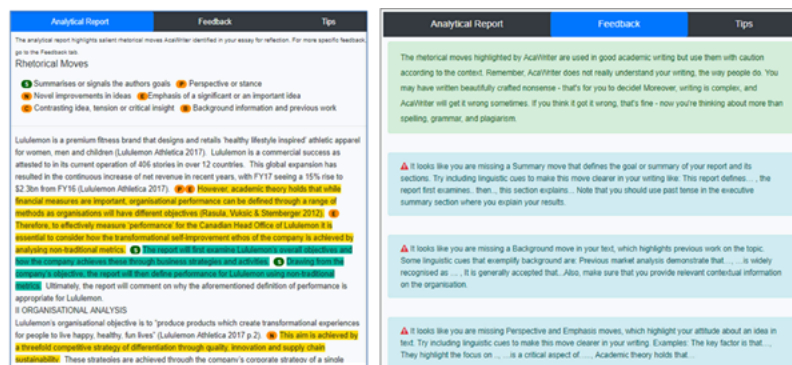 Analytical Report Feedback Tips
The analytical report highlights salient rhetorical moves AcaWriter identified in your essay for reflection. For more specific feedback,
go to the Feedback tab.
Rhetorical Moves
S Summarises or signals the authors goals P Perspective or stance
N Novel improvements in ideas E Emphasis of a significant or an important idea
C Contrasting idea, tension or critical insight B Background information and previous work
Lululemon is a premium fitness brand that designs and retails 'healthy lifestyle inspired' athletic apparel
for women, men and children (Lululemon Athletica 2017). Lululemon is a commercial success as
attested to in its current operation of 406 stories in over 12 countries. This global expansion has
resulted in the continuous increase of net revenue in recent years, with FY17 seeing a 15% rise to
$2.3bn from FY16 (Lululemon Athletica 2017). P E However, academic theory holds that while
financial measures are important, organisational performance can be defined through a range of
methods as organisations will have different objectives (Rasula, Vuksic & Stemberger 2012). E
Therefore, to effectively measure 'performance' for the Canadian Head Office of Lululemon it is
essential to consider how the transformational self-improvement ethos of the company is achieved by
analysing non-traditional metrics. S The report will first examine Lululemon's overall objectives and
how the company achieves these through business strategies and activities. S Drawing from the
company's objective, the report will then define performance for Lululemon using non-traditional
metrics. Ultimately, the report will comment on why the aforementioned definition of performance is
appropriate for Lululemon.
II ORGANISATIONAL ANALYSIS
Lululemon's organisational objective is to "produce products which create transformational experiences
for people to live happy, healthy, fun lives" (Lululemon Athletica 2017 p.2). N This aim is achieved by
a threefold competitive strategy of differentiation through quality, innovation and supply chain
sustainability. These strategies are achieved through the company's corporate strategy of a single
Analytical Report Feedback Tips
The rhetorical moves highlighted by AcaWriter are used in good academic writing but use them with caution
according to the context. Remember, AcaWriter does not really understand your writing, the way people do. You
may have written beautifully crafted nonsense - that's for you to decide! Moreover, writing is complex, and
AcaWriter will get it wrong sometimes. If you think it got it wrong, that's fine - now you're thinking about more than
spelling, grammar, and plagiarism.
It looks like you are missing a Summary move that defines the goal or summary of your report and its
sections. Try including linguistic cues to make this move clearer in your writing like: This report defines..., the
report first examines.. then.., this section explains... Note that you should use past tense in the executive
summary section where you explain your results.
It looks like you are missing a Background move in your text, which highlights previous work on the topic.
Some linguistic cues that exemplify background are: Previous market analysis demonstrate that..., ...is widely
recognised as ..., It is generally accepted that...Also, make sure that you provide relevant contextual information
on the organisation.
It looks like you are missing Perspective and Emphasis moves, which highlight your attitude about an idea in
text. Try including linguistic cues to make this move clearer in your writing. Examples: The key factor is that...,
They highlight the focus on .., ...is a critical aspect of ...., Academic theory holds that..